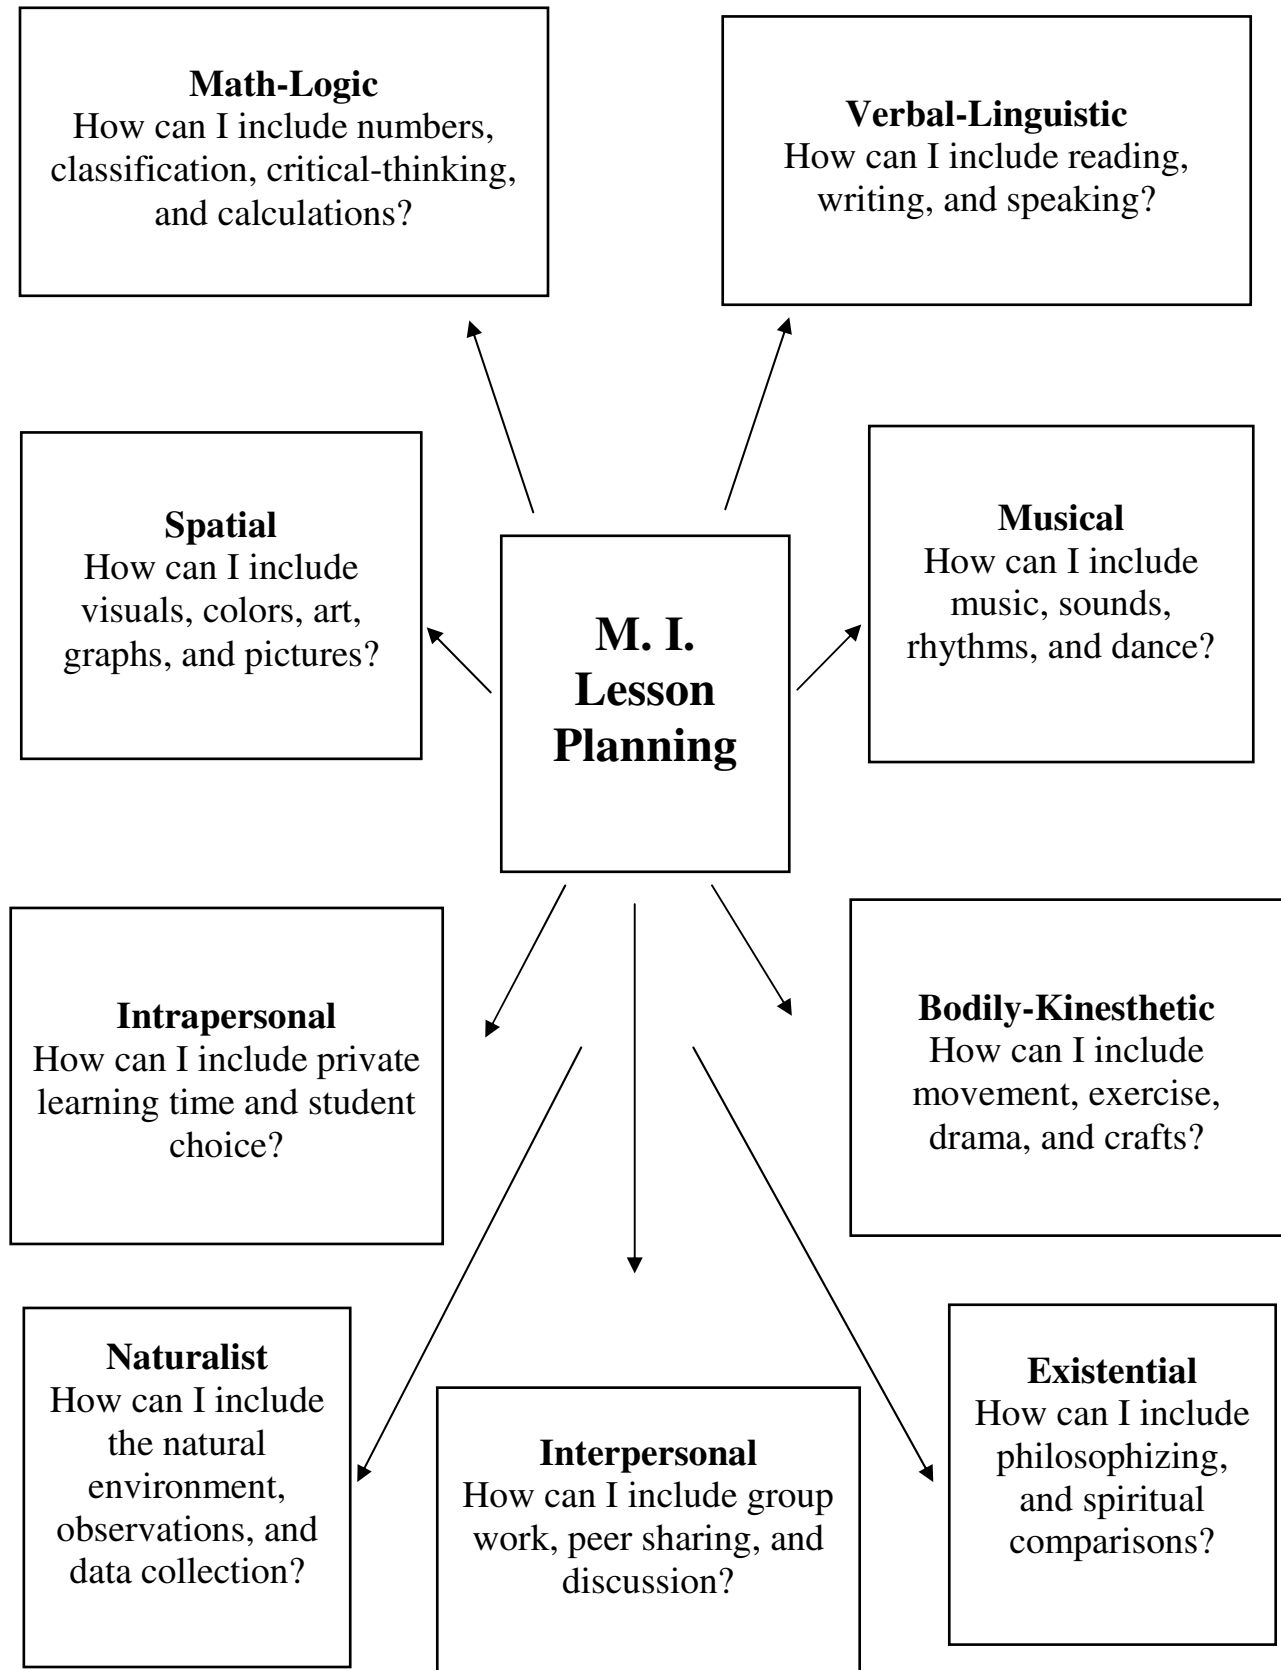 Math-Logic
How can I include numbers,
classification, critical-thinking,
and calculations?
Verbal-Linguistic
How can I include reading,
writing, and speaking?
Spatial
How can I include
visuals, colors, art,
graphs, and pictures?
M. I.
Lesson
Planning
Musical
How can I include
music, sounds,
rhythms, and dance?
Intrapersonal
How can I include private
learning time and student
choice?
Bodily-Kinesthetic
How can I include
movement, exercise,
drama, and crafts?
Naturalist
How can I include
the natural
environment,
observations, and
data collection?
Interpersonal
How can I include group
work, peer sharing, and
discussion?
Existential
How can I include
philosophizing,
and spiritual
comparisons?